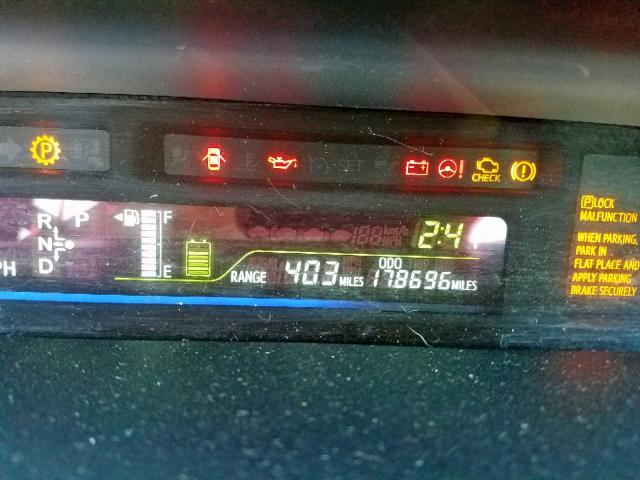 P
CHECK
P LOCK
MALFUNCTION
WHEN PARKING,
PARK IN
FLAT PLACE AND
APPLY PARKING
BRAKE SECURELY
R P
N
D
F
E
2:4
RANGE 403 MILES
ODO
178696 MILES
PH